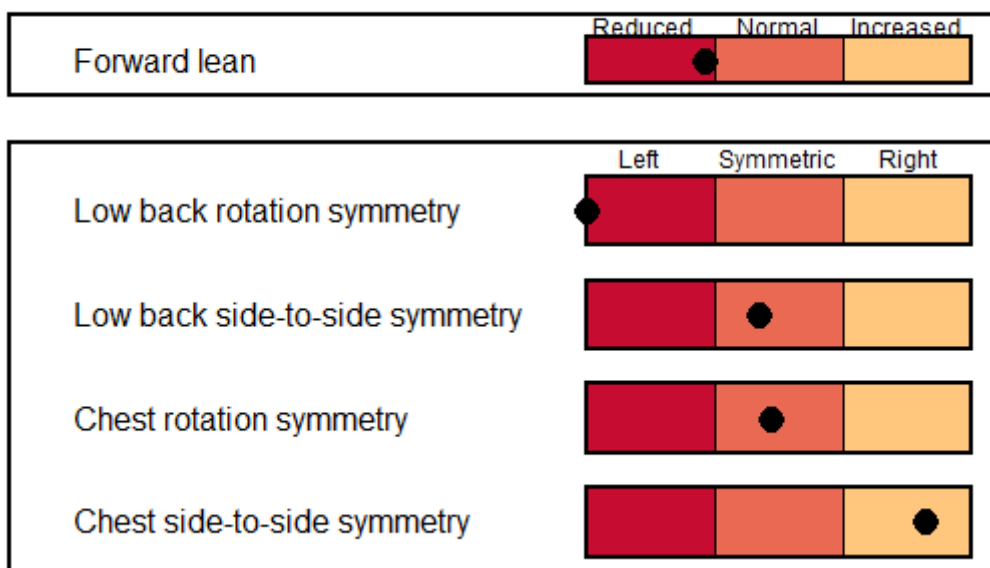 Reduced Normal Increased
Forward lean
Left Symmetric Right
Low back rotation symmetry
Low back side-to-side symmetry
Chest rotation symmetry
Chest side-to-side symmetry